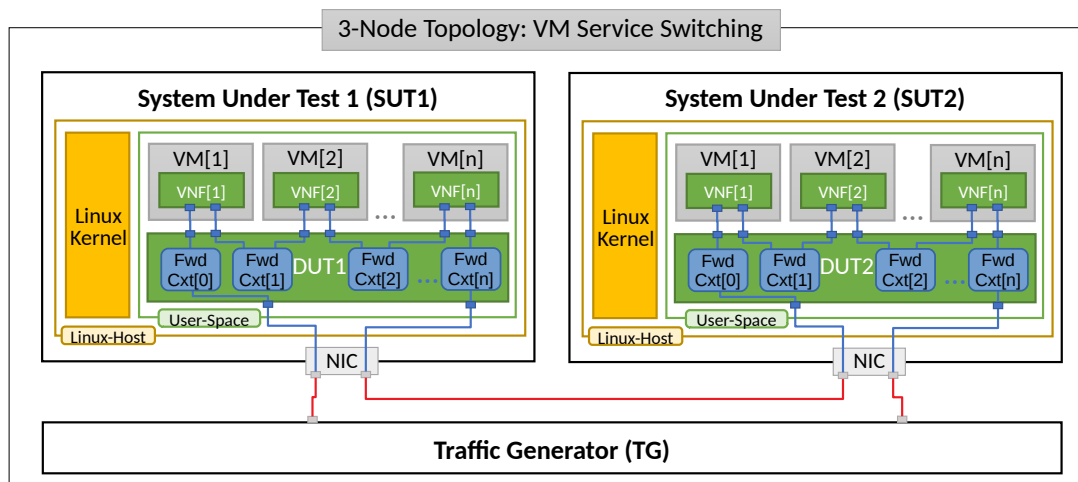 3-Node Topology: VM Service Switching
System Under Test 1 (SUT1)
Linux
Kernel
VM[1]
VNF[1]
VM[2]
VNF[2]
...
VM[n]
VNF[n]
Fwd
Cxt[0]
Fwd
Cxt[1]
DUT1
Fwd
Cxt[2]
...
Fwd
Cxt[n]
User-Space
Linux-Host
NIC
System Under Test 2 (SUT2)
Linux
Kernel
VM[1]
VNF[1]
VM[2]
VNF[2]
...
VM[n]
VNF[n]
Fwd
Cxt[0]
Fwd
Cxt[1]
DUT2
Fwd
Cxt[2]
...
Fwd
Cxt[n]
User-Space
Linux-Host
NIC
Traffic Generator (TG)